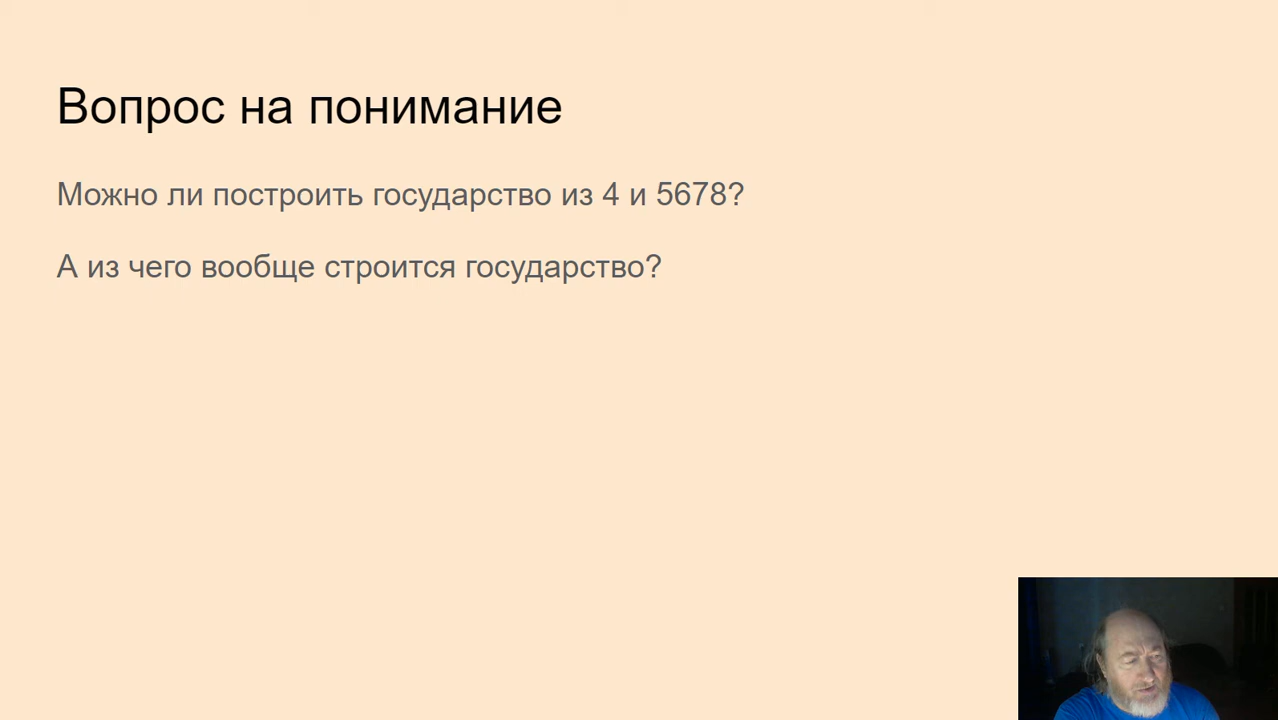 Вопрос на понимание
Можно ли построить государство из 4 и 5678?
А из чего вообще строится государство?